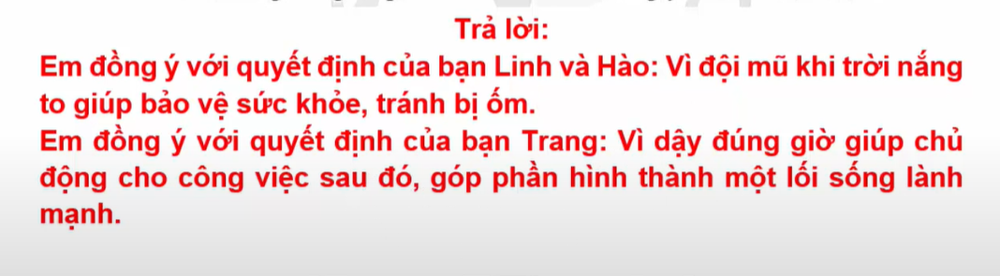 Trả lời:
Em đồng ý với quyết định của bạn Linh và Hào: Vì đội mũ khi trời nắng
to giúp bảo vệ sức khỏe, tránh bị ốm.
Em đồng ý với quyết định của bạn Trang: Vì dậy đúng giờ giúp chủ
động cho công việc sau đó, góp phần hình thành một lối sống lành
mạnh.